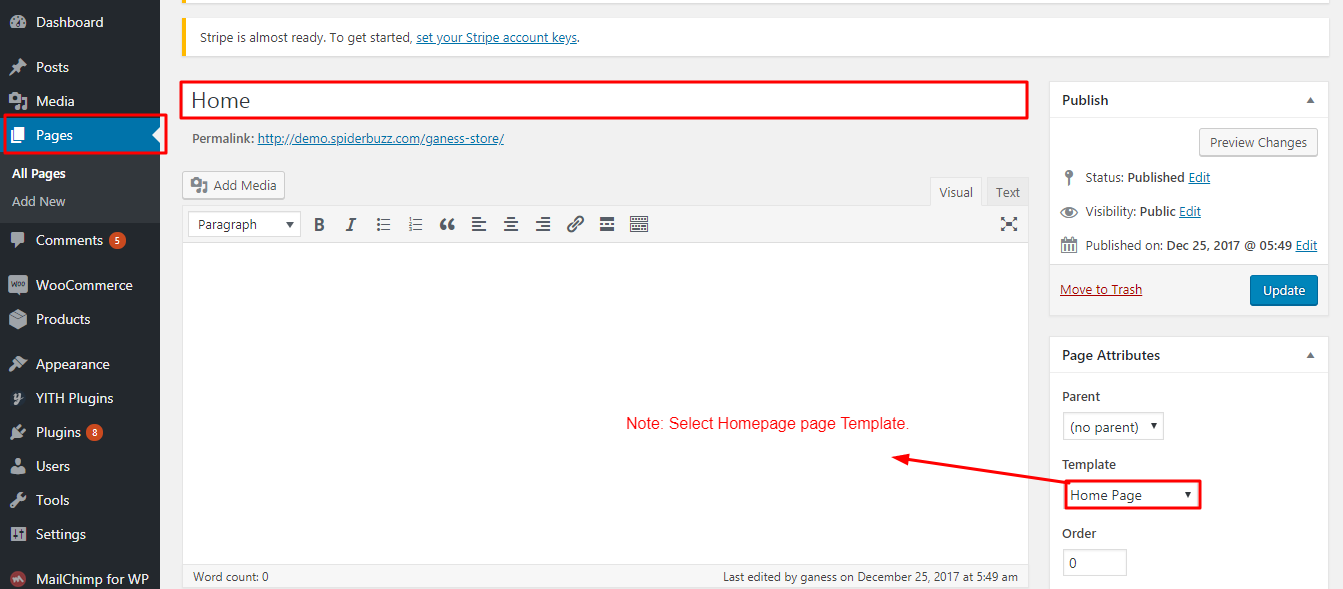 Dashboard
Posts
Media
Pages
All Pages
Add New
Comments 5
WooCommerce
Products
Appearance
YITH Plugins
Plugins 8
Users
Tools
Settings
MailChimp for WP
Stripe is almost ready. To get started, set your Stripe account keys.
Home
Permalink: http://demo.spiderbuzz.com/ganess-store/
Add Media
Visual Text
Paragraph
Note: Select Homepage page Template.
Word count: 0
Last edited by ganess on December 25, 2017 at 5:49 am
Publish
Preview Changes
Status: Published Edit
Visibility: Public Edit
Published on: Dec 25, 2017 @ 05:49 Edit
Move to Trash
Update
Page Attributes
Parent
(no parent)
Template
Home Page
Order
0